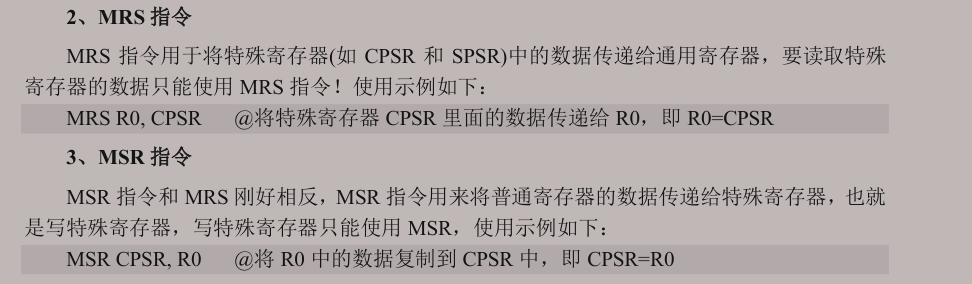 2、MRS 指令
MRS 指令用于将特殊寄存器(如 CPSR 和 SPSR)中的数据传递给通用寄存器，要读取特殊
寄存器的数据只能使用 MRS 指令！使用示例如下：
MRS R0, CPSR @将特殊寄存器 CPSR 里面的数据传递给 R0，即 R0=CPSR
3、MSR 指令
MSR 指令和 MRS 刚好相反，MSR 指令用来将普通寄存器的数据传递给特殊寄存器，也就
是写特殊寄存器，写特殊寄存器只能使用 MSR，使用示例如下：
MSR CPSR, R0 @将 R0 中的数据复制到 CPSR 中，即 CPSR=R0